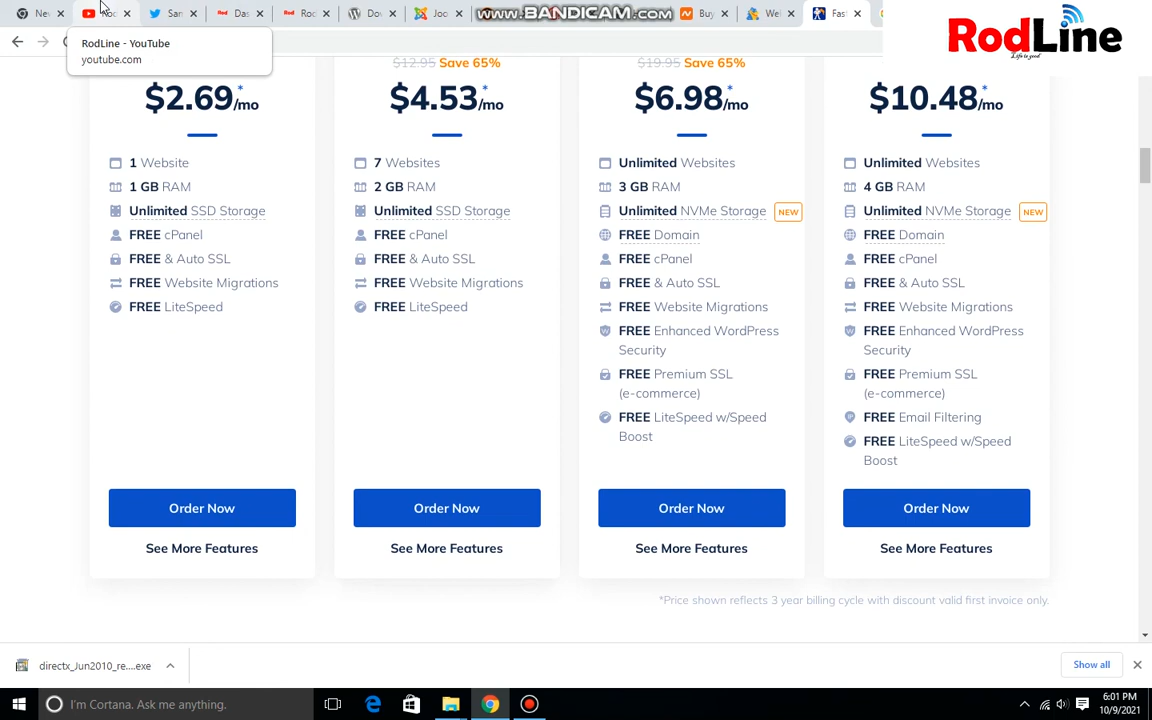 Ne
Roc
San
Das
Roc
Dov
Joo
www.BANDICAM.com
Buy
Wel
Fas
RodLine - YouTube
youtube.com
RodLine
Life is good
$12.95 Save 65%
$19.95 Save 65%
$2.69/mo*
$4.53/mo*
$6.98/mo*
$10.48/mo*
1 Website
1 GB RAM
Unlimited SSD Storage
FREE cPanel
FREE & Auto SSL
FREE Website Migrations
FREE LiteSpeed
Order Now
See More Features
7 Websites
2 GB RAM
Unlimited SSD Storage
FREE cPanel
FREE & Auto SSL
FREE Website Migrations
FREE LiteSpeed
Order Now
See More Features
Unlimited Websites
3 GB RAM
Unlimited NVMe Storage NEW
FREE Domain
FREE cPanel
FREE & Auto SSL
FREE Website Migrations
FREE Enhanced WordPress
Security
FREE Premium SSL
(e-commerce)
FREE LiteSpeed w/Speed
Boost
Order Now
See More Features
Unlimited Websites
4 GB RAM
Unlimited NVMe Storage NEW
FREE Domain
FREE cPanel
FREE & Auto SSL
FREE Website Migrations
FREE Enhanced WordPress
Security
FREE Premium SSL
(e-commerce)
FREE Email Filtering
FREE LiteSpeed w/Speed
Boost
Order Now
See More Features
*Price shown reflects 3 year billing cycle with discount valid first invoice only.
directx_Jun2010_re....exe
Show all
I'm Cortana. Ask me anything.
6:01 PM
10/9/2021